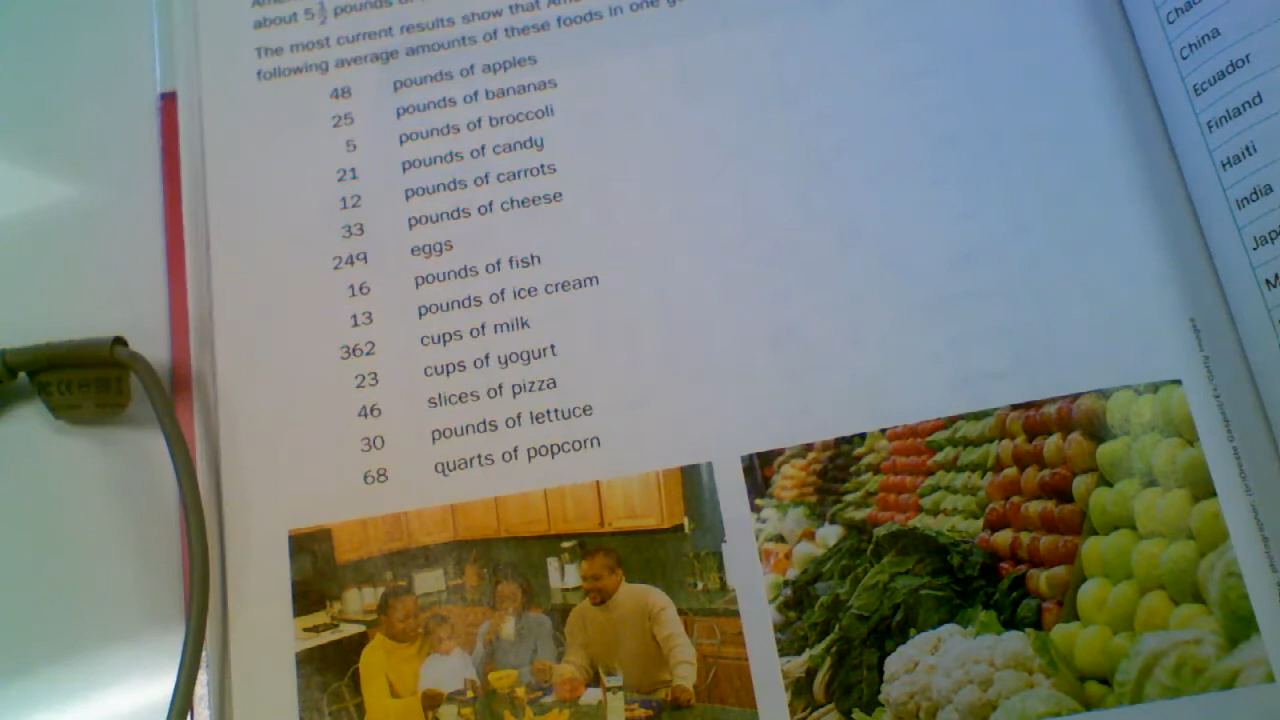 about 5 1/2 pounds
The most current results show that
following average amounts of these foods in one
48 pounds of apples
25 pounds of bananas
5 pounds of broccoli
21 pounds of candy
12 pounds of carrots
33 pounds of cheese
249 eggs
16 pounds of fish
13 pounds of ice cream
362 cups of milk
23 cups of yogurt
46 slices of pizza
30 pounds of lettuce
68 quarts of popcorn
China
Ecuador
Finland
Haiti
India